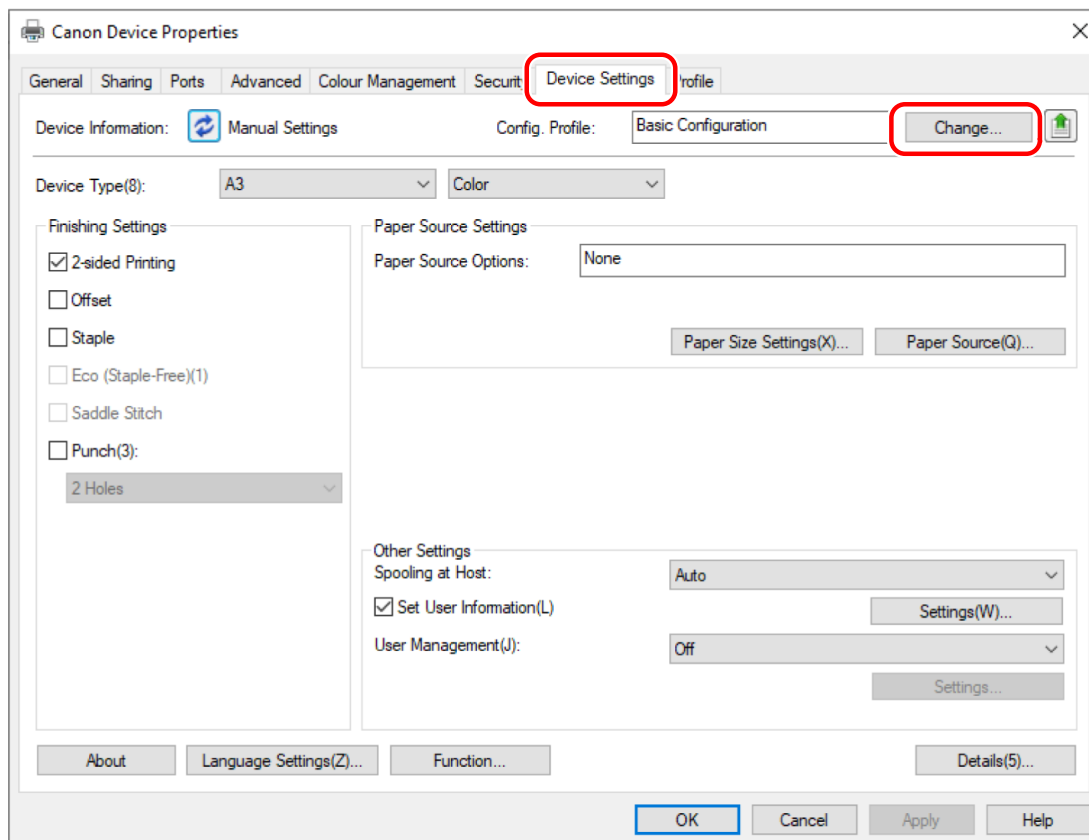 Canon Device Properties
General Sharing Ports Advanced Colour Management Securit Device Settings rofile
Device Information: Manual Settings Config. Profile: Basic Configuration Change...
Device Type(8): A3 Color
Finishing Settings
2-sided Printing
Offset
Staple
Eco (Staple-Free)(1)
Saddle Stitch
Punch(3):
2 Holes
Paper Source Settings
Paper Source Options: None
Paper Size Settings(X)... Paper Source(Q)...
Other Settings
Spooling at Host: Auto
Set User Information(L) Settings(W)...
User Management(J): Off
Settings...
About Language Settings(Z)... Function... Details(5)...
OK Cancel Apply Help